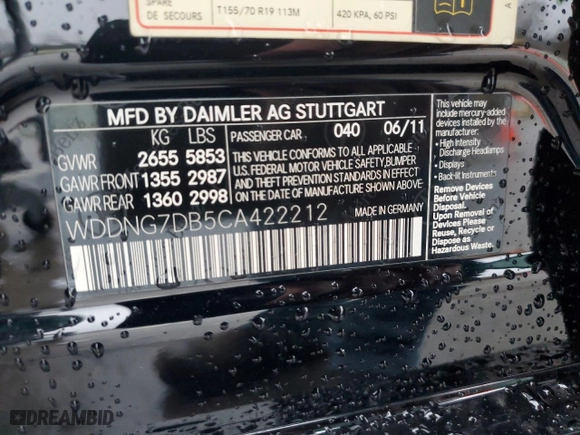 SPARE
DE SECOURS T155/70 R19 113M 420 KPA, 60 PSI
MFD BY DAIMLER AG STUTTGART
KG LBS
GVWR 2655 5853
GAWR FRONT 1355 2987
GAWR REAR 1360 2998
PASSENGER CAR 040 06/11
THIS VEHICLE CONFORMS TO ALL APPLICABLE
U.S. FEDERAL MOTOR VEHICLE SAFETY, BUMPER
AND THEFT PREVENTION STANDARDS IN EFFECT
ON THE DATE OF MANUFACTURE SHOWN ABOVE.
WDDNG7DB5CA422212
This vehicle may
include mercury-added
devices installed by the
manufacturer:
• High Intensity
Discharge Headlamps
• Displays
• Back-lit Instruments
Remove Devices
Before Vehicle
Disposal.
Upon Removal of
Devices Please
Reuse, Recycle or
Dispose as
Hazardous Waste.
DREAMBID